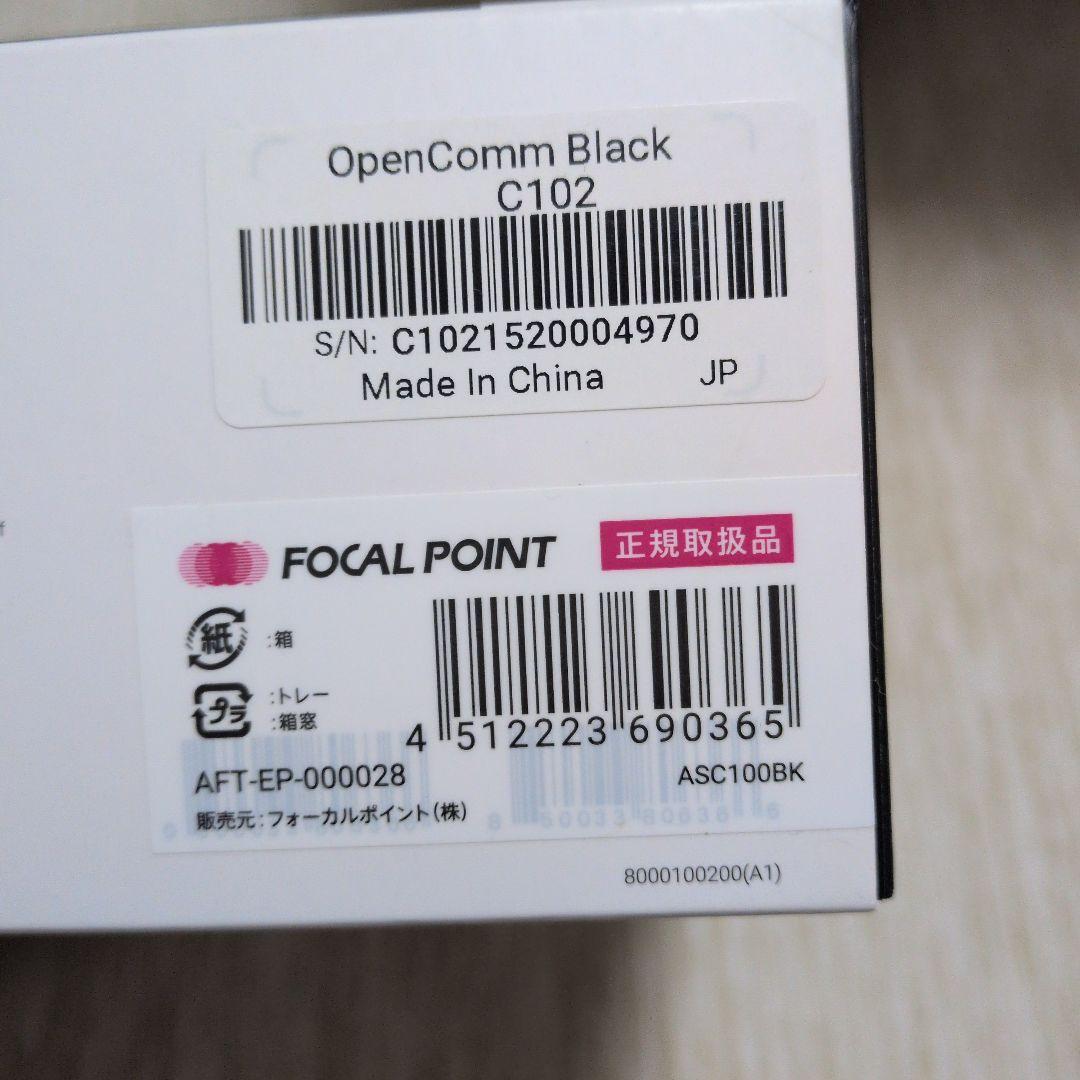 OpenComm Black
C102
S/N: C1021520004970
Made In China JP
FOCAL POINT 正規取扱品
紙 :箱
プラ :トレー
:箱窓
4 512223 690365
AFT-EP-000028 ASC100BK
販売元:フォーカルポイント(株)
8000100200(A1)